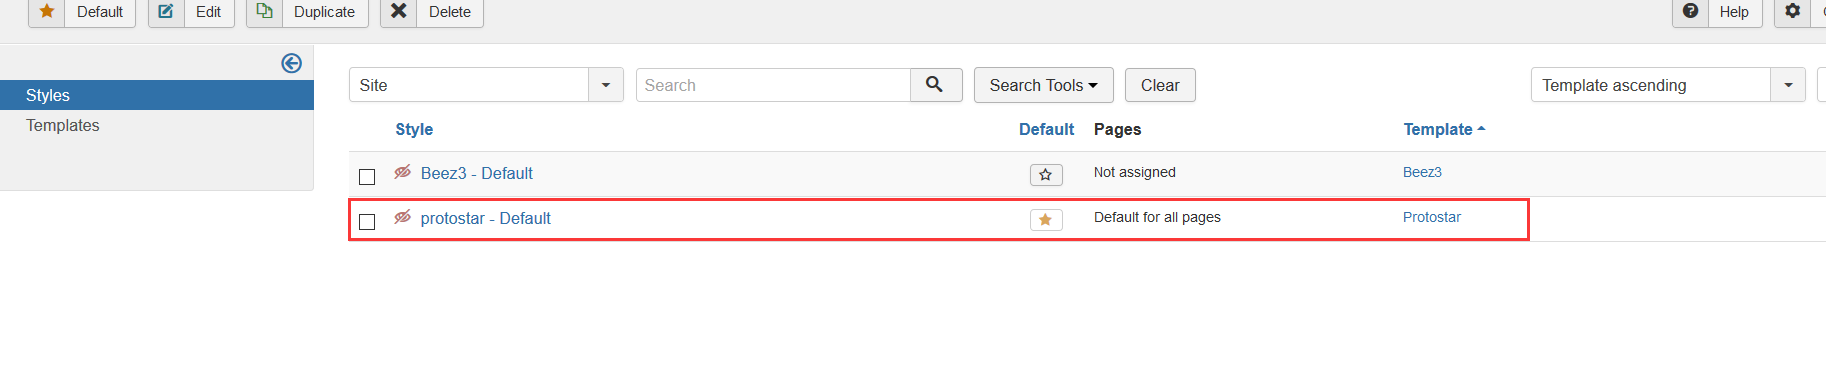 Default Edit Duplicate Delete Help
Styles
Templates
Site Search Search Tools Clear Template ascending
Style Default Pages Template
Beez3 - Default Not assigned Beez3
protostar - Default Default for all pages Protostar